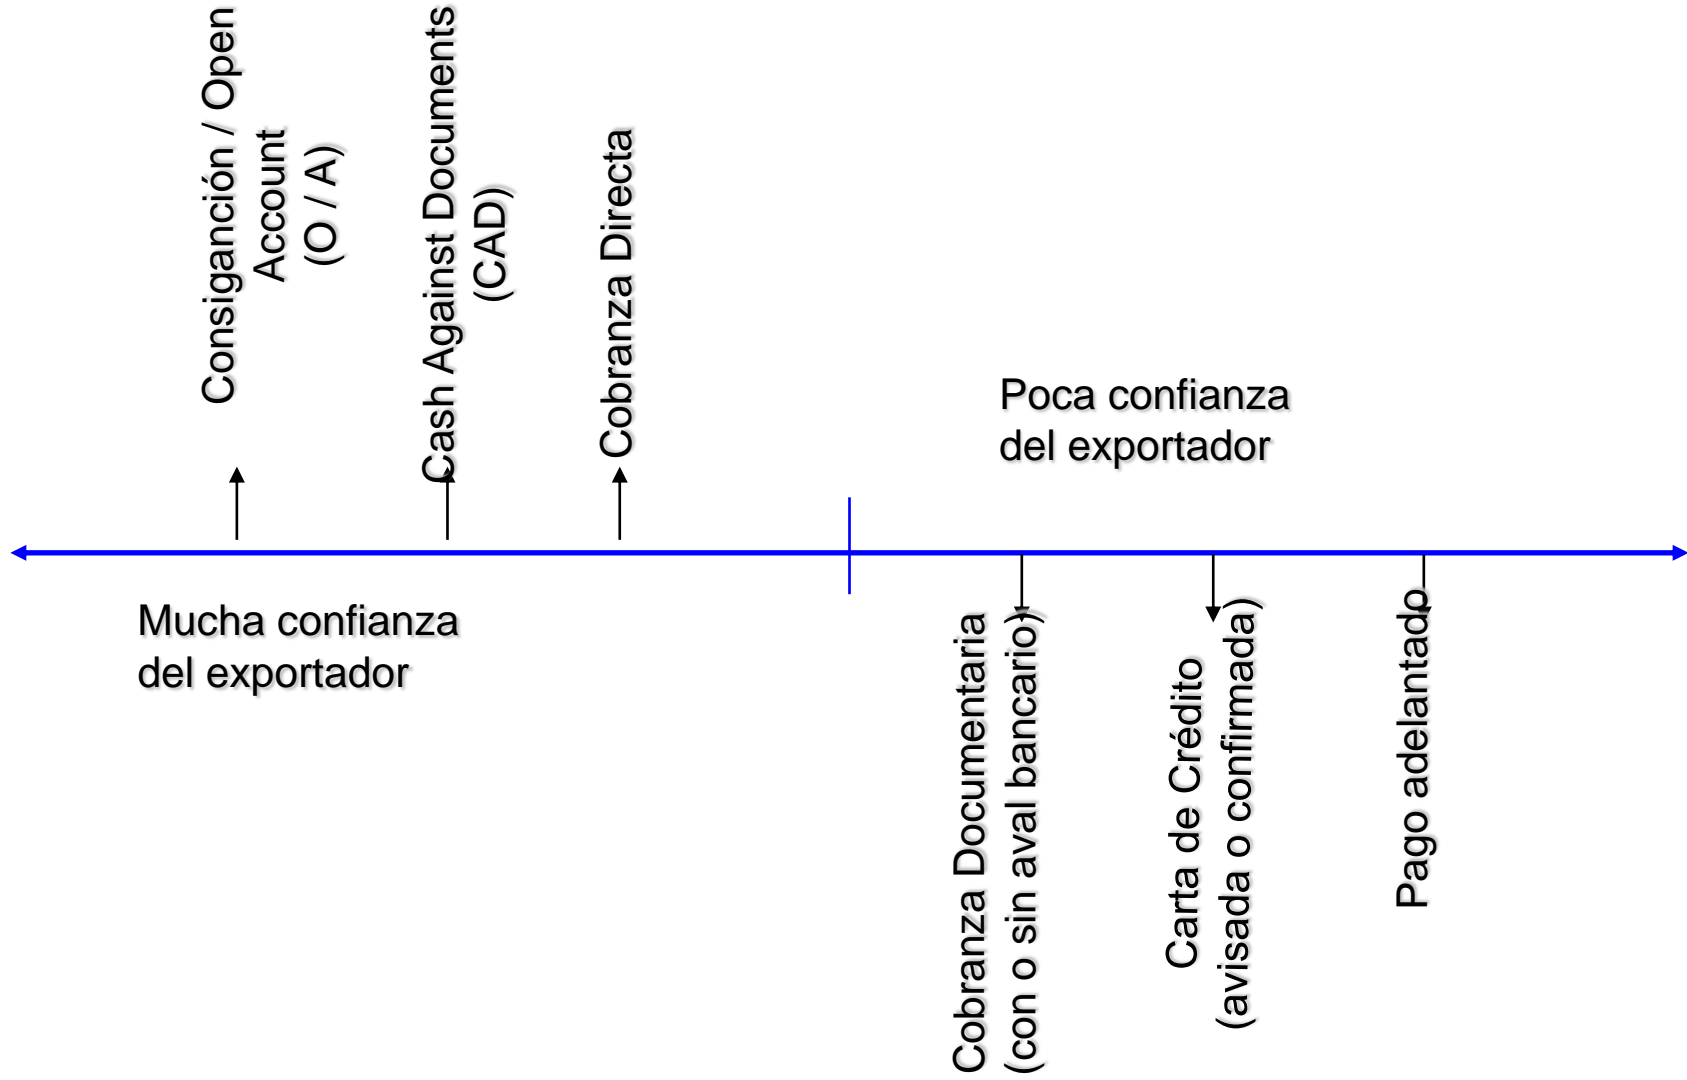 Consigación / Open
Account
(O / A)
Cash Against Documents
(CAD)
Cobranza Directa
Poca confianza
del exportador
Mucha confianza
del exportador
Cobranza Documentaria
(con o sin aval bancario)
Carta de Crédito
(avisada o confirmada)
Pago adelantado